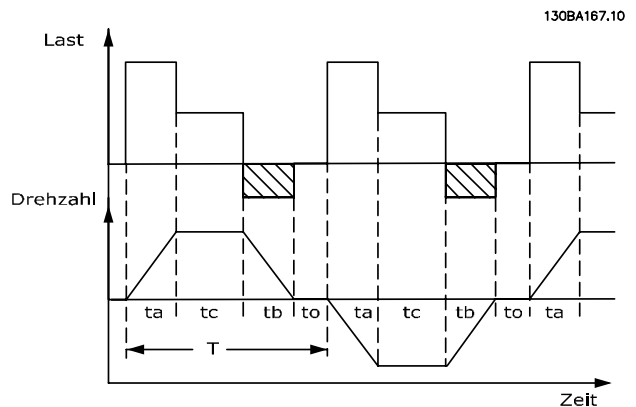 130BA167.10
Last
Drehzahl
ta tc tb to ta tc tb to ta
T
Zeit